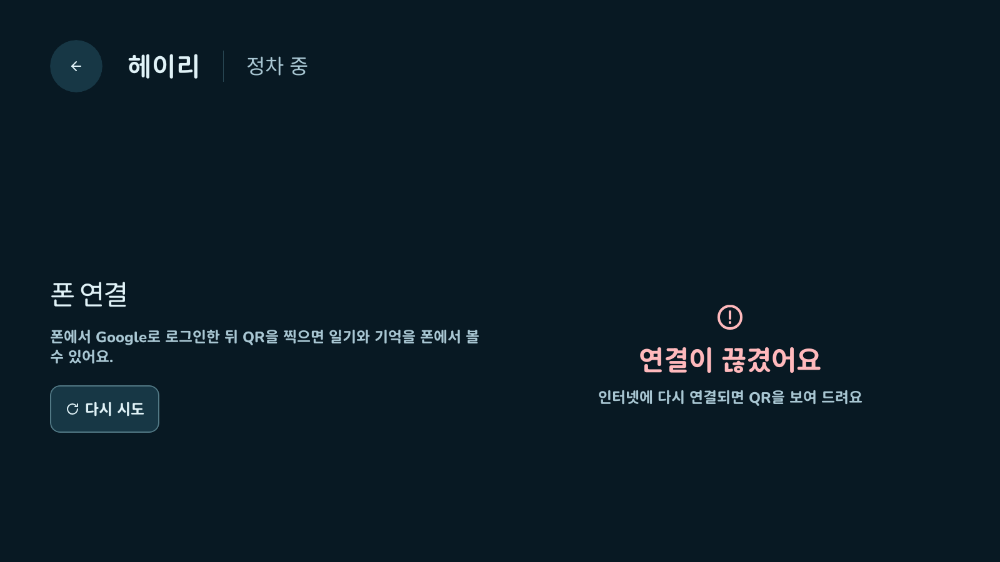 헤이리
정차 중
폰 연결
폰에서 Google로 로그인한 뒤 QR을 찍으면 일기와 기억을 폰에서 볼
수 있어요.
다시 시도
연결이 끊겼어요
인터넷에 다시 연결되면 QR을 보여 드려요